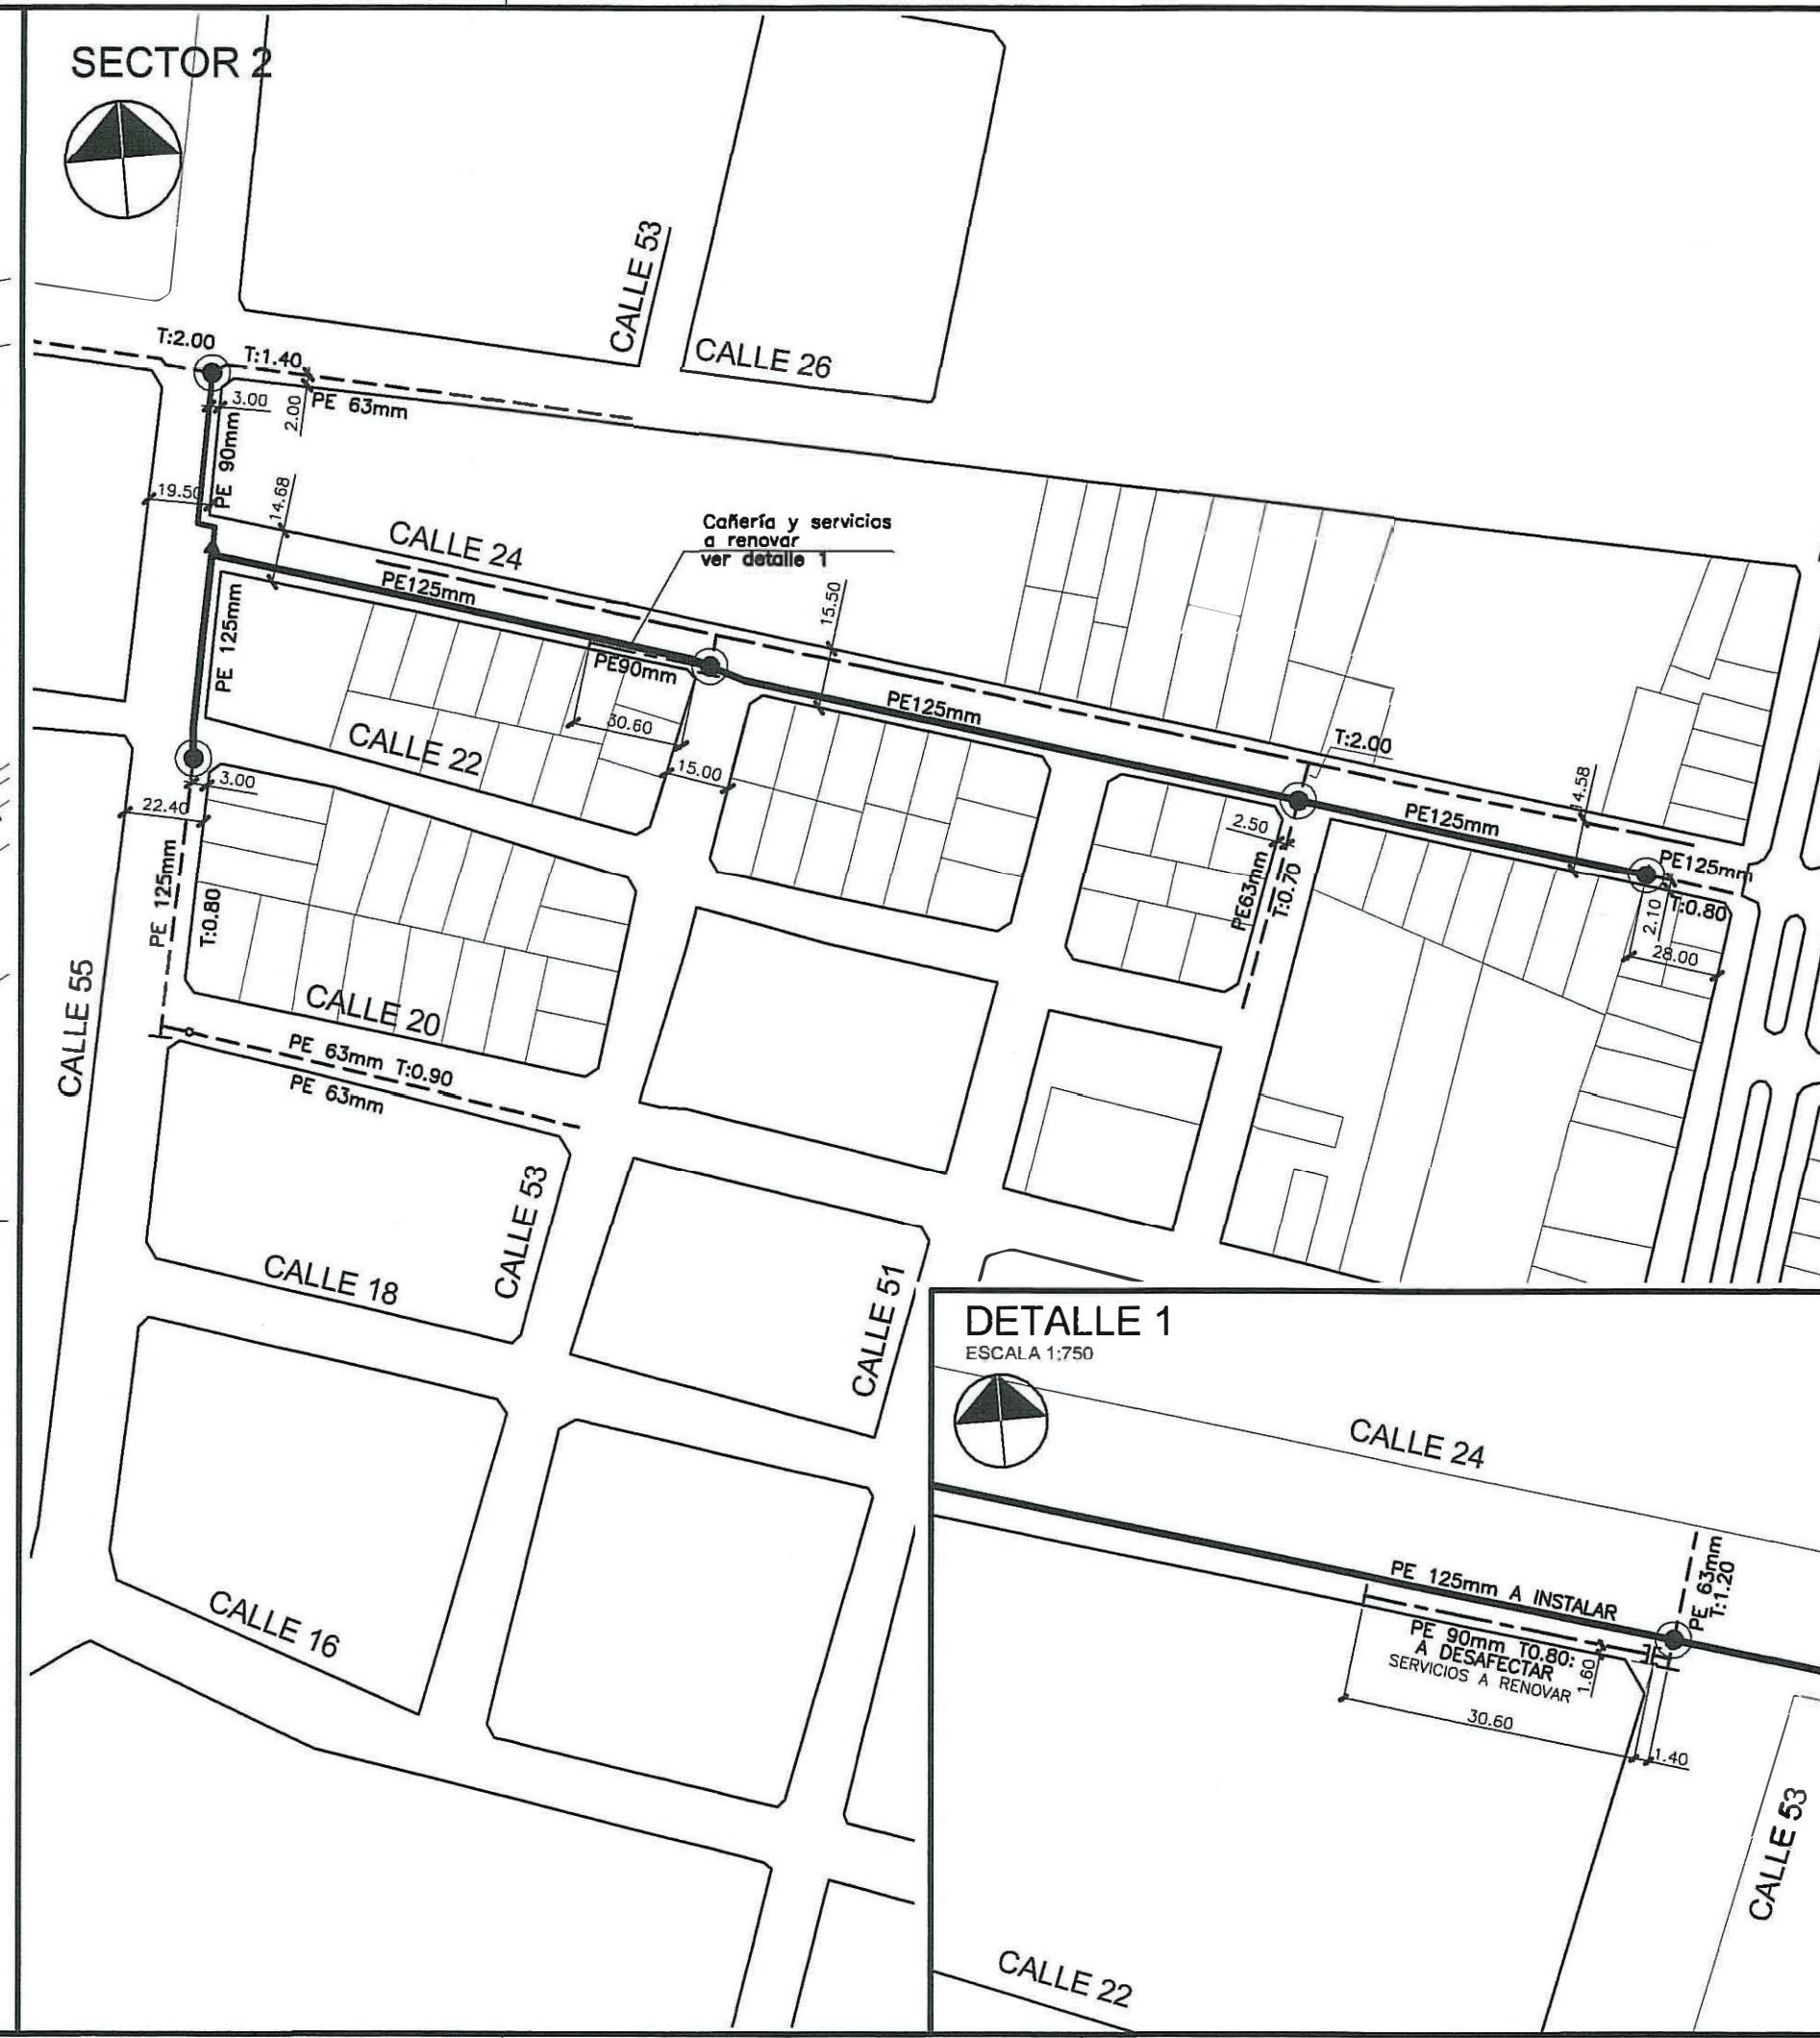 SECTOR 2
CALLE 53
CALLE 26
T:2.00
T:1.40
3.00
2.00
PE 63mm
PE 90mm
19.50
14.68
CALLE 24
Cañería y servicios
a renovar
ver detalle 1
PE125mm
15.50
PE 125mm
PE90mm
PE125mm
30.60
CALLE 22
15.00
T:2.00
3.00
22.40
14.58
PE125mm
2.50
PE63mm
T:0.70
PE125mm
T:0.80
2.10
28.00
PE 125mm
T:0.80
CALLE 55
CALLE 20
PE 63mm T:0.90
PE 63mm
CALLE 53
CALLE 18
CALLE 51
CALLE 16
DETALLE 1
ESCALA 1:750
CALLE 24
PE 125mm A INSTALAR
PE 63mm
T:1.20
PE 90mm T0.80:
A DESAFECTAR
SERVICIOS A RENOVAR
1.60
30.60
1.40
CALLE 53
CALLE 22